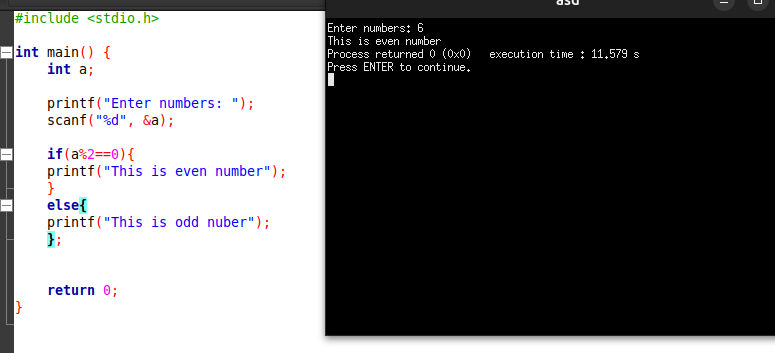 asd
#include <stdio.h>
int main() {
int a;
printf("Enter numbers: ");
scanf("%d", &a);
if(a%2==0){
printf("This is even number");
}
else{
printf("This is odd nuber");
};
return 0;
}
Enter numbers: 6
This is even number
Process returned 0 (0x0)   execution time : 11.579 s
Press ENTER to continue.